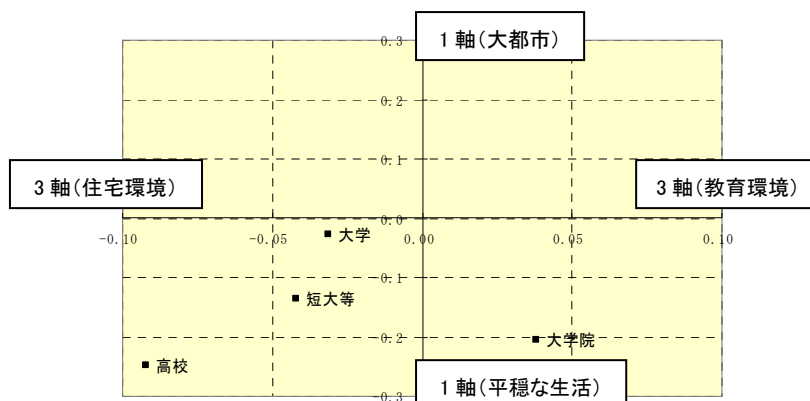 1 軸（大都市）
0.3
0.2
0.1
3 軸（住宅環境）
3 軸（教育環境）
0.0
-0.10
-0.05
0.00
0.05
0.10
大学
-0.1
短大等
-0.2
大学院
高校
1 軸（平穏な生活）
-0.3